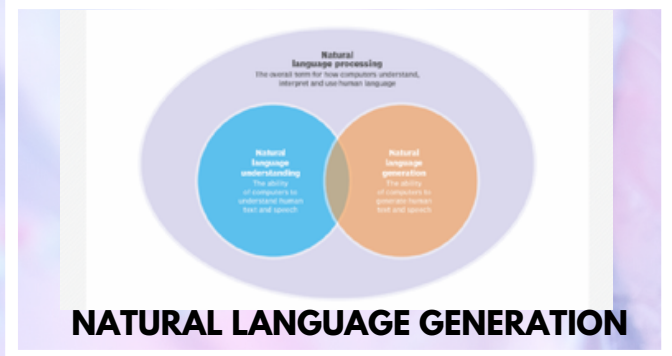 Natural
language processing
The overall term for how computers understand,
interpret and use human language
Natural
language
understanding
The ability
of computers to
understand human
text and speech
Natural
language
generation
The ability
of computers to
generate human
text and speech
NATURAL LANGUAGE GENERATION